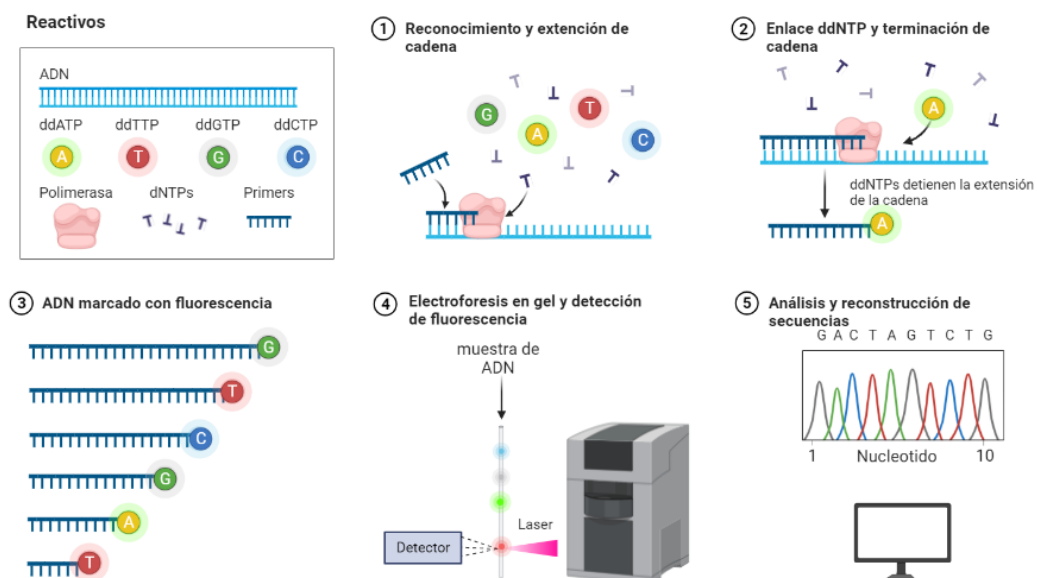 Reactivos
ADN
ddATP ddTTP ddGTP ddCTP
A T G C
Polimerasa dNTPs Primers
1 Reconocimiento y extención de
cadena
G A T C
2 Enlace ddNTP y terminación de
cadena
A
ddNTPs detienen la extensión
de la cadena
A
3 ADN marcado con fluorescencia
G
T
C
G
A
T
4 Electroforesis en gel y detección
de fluorescencia
muestra de
ADN
Laser
Detector
5 Análisis y reconstrucción de
secuencias
G A C T A G T C T G
1 Nucleotido 10